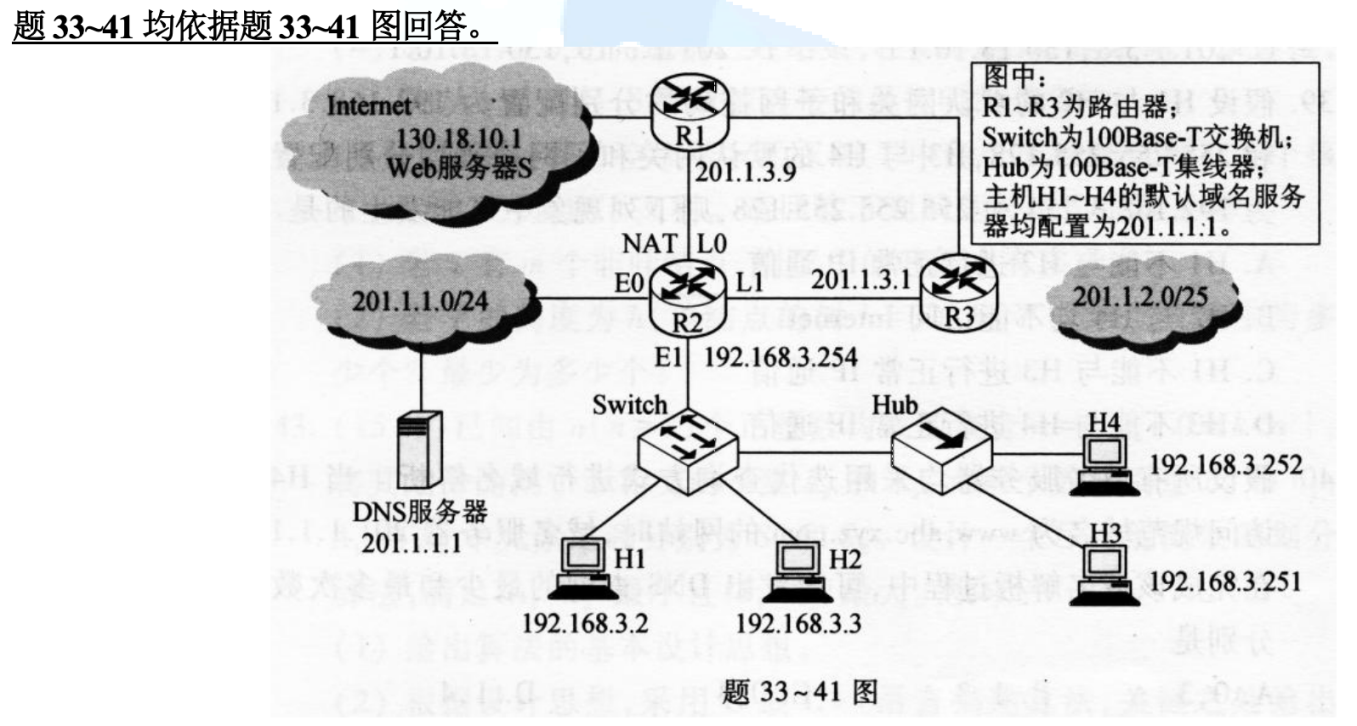 题 33~41 均依据题 33~41 图回答。
图中：
R1~R3为路由器；
Switch为100Base-T交换机；
Hub为100Base-T集线器；
主机H1~H4的默认域名服务
器均配置为201.1.1.1。
Internet
130.18.10.1
Web服务器S
R1
201.1.3.9
NAT L0
E0
L1
201.1.3.1
R2
R3
201.1.1.0/24
201.1.2.0/25
E1
192.168.3.254
Switch
Hub
H4
192.168.3.252
DNS服务器
201.1.1.1
H1
192.168.3.2
H2
192.168.3.3
H3
192.168.3.251
题 33~41 图